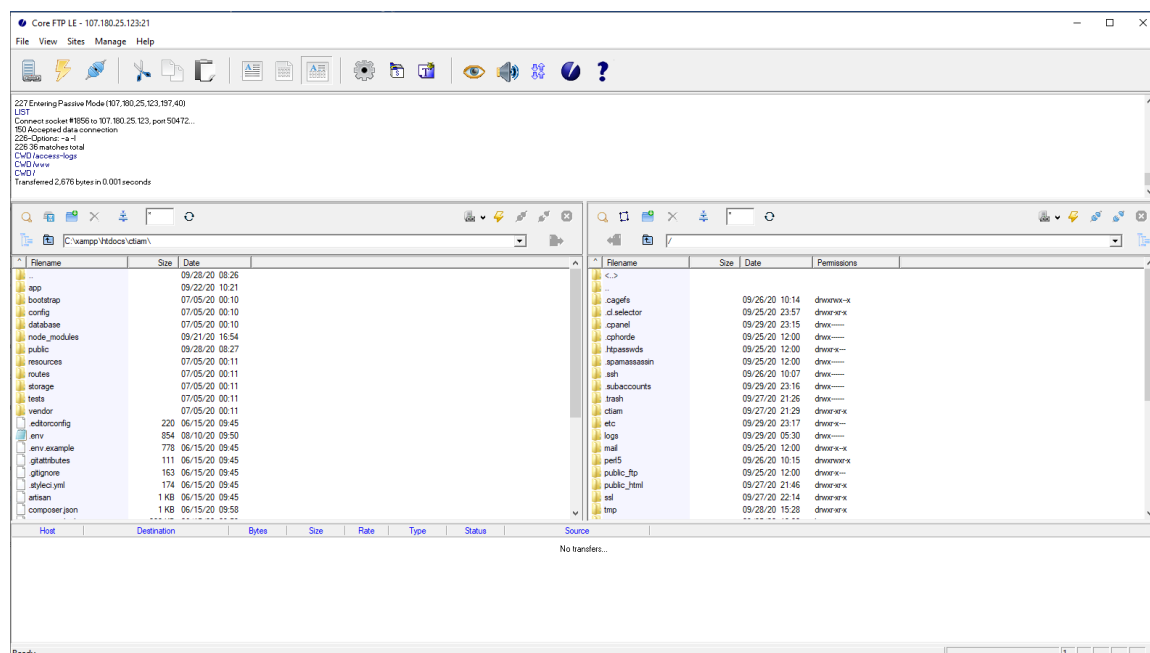 Core FTP LE - 107.180.25.123:21
File View Sites Manage Help
227 Entering Passive Mode (107,180,25,123,197,40)
LIST
Connect socket #1856 to 107.180.25.123, port 50472...
150 Accepted data connection
226-Options: -a -l
226 36 matches total
CWD /access-logs
CWD /www
CWD /
Transferred 2,676 bytes in 0.001 seconds
C:\xampp\htdocs\ctiam\
^ Filename Size Date
.. 09/28/20 08:26
app 09/22/20 10:21
bootstrap 07/05/20 00:10
config 07/05/20 00:10
database 07/05/20 00:10
node_modules 09/21/20 16:54
public 09/28/20 08:27
resources 07/05/20 00:11
routes 07/05/20 00:11
storage 07/05/20 00:11
tests 07/05/20 00:11
vendor 07/05/20 00:11
.editorconfig 220 06/15/20 09:45
.env 854 08/10/20 09:50
.env.example 778 06/15/20 09:45
.gitattributes 111 06/15/20 09:45
.gitignore 163 06/15/20 09:45
.styleci.yml 174 06/15/20 09:45
artisan 1 KB 06/15/20 09:45
composer.json 1 KB 06/15/20 09:58
/
^ Filename Size Date Permissions
<..>
..
.cagefs 09/26/20 10:14 drwxrwx--x
.cl.selector 09/25/20 23:57 drwxr-xr-x
.cpanel 09/29/20 23:15 drwx------
.cphorde 09/25/20 12:00 drwx------
.htpasswds 09/25/20 12:00 drwxr-x---
.spamassassin 09/25/20 12:00 drwx------
.ssh 09/26/20 10:07 drwx------
.subaccounts 09/29/20 23:16 drwx------
.trash 09/27/20 21:26 drwx------
ctiam 09/27/20 21:29 drwxr-xr-x
etc 09/29/20 23:17 drwxr-x---
logs 09/29/20 05:30 drwx------
mail 09/25/20 12:00 drwxr-x--x
perl5 09/26/20 10:15 drwxrwxr-x
public_ftp 09/25/20 12:00 drwxr-x---
public_html 09/27/20 21:46 drwxr-xr-x
ssl 09/27/20 22:14 drwxr-xr-x
tmp 09/28/20 15:28 drwxr-xr-x
Host Destination Bytes Size Rate Type Status Source
No transfers...